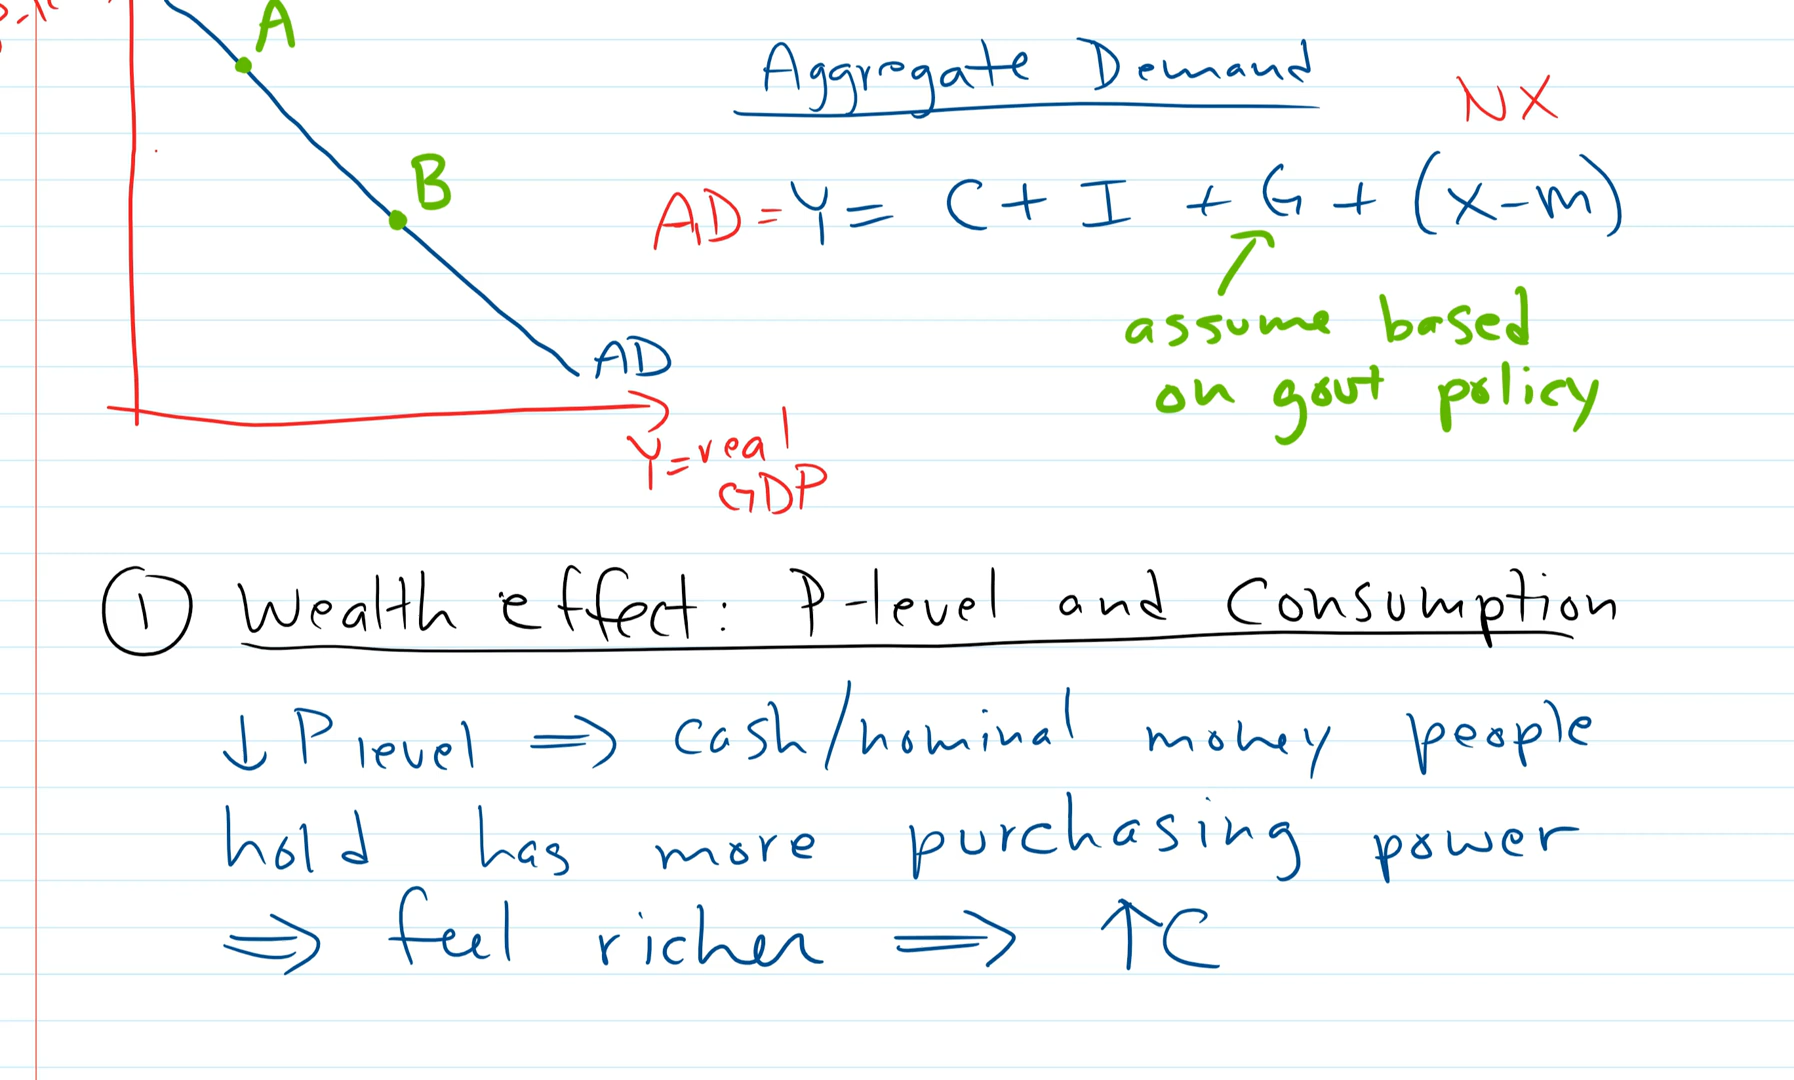 A
Aggregate Demand
NX
B
AD = Y = C + I + G + (X-M)
assume based
on govt policy
AD
Y = real
GDP
① Wealth effect: P-level and Consumption
↓ P level ⇒ cash/nominal money people
hold has more purchasing power
⇒ feel richer ⇒ ↑C